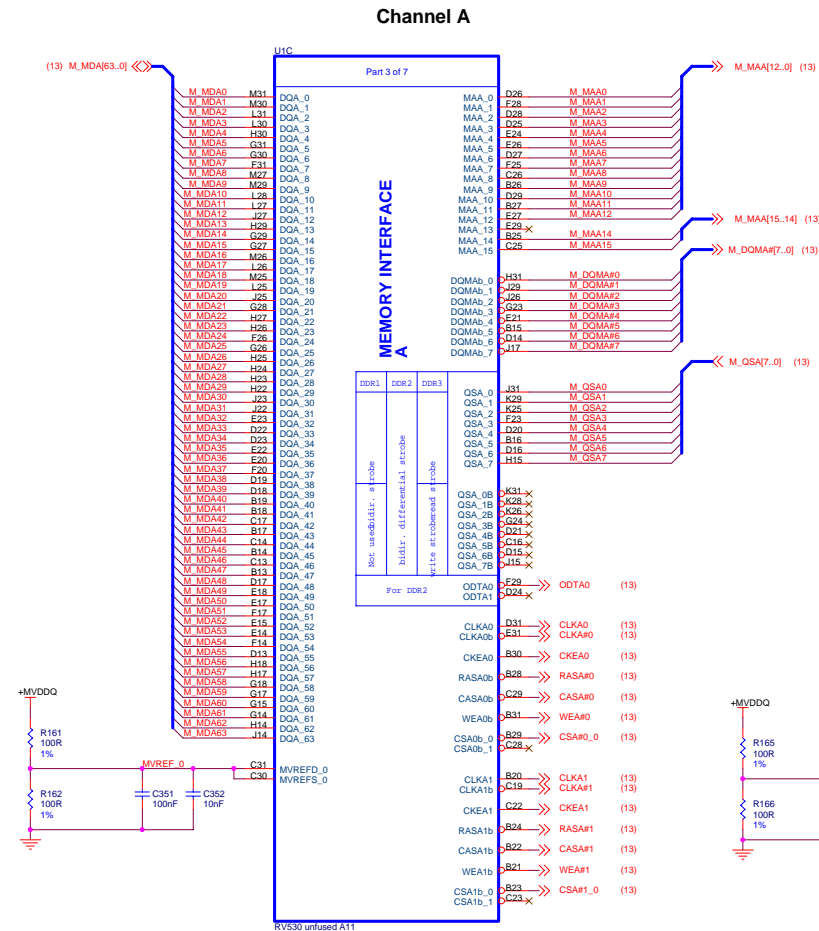 Channel A
U1C
Part 3 of 7
(13) M_MDA[63..0]
M_MDA0 M31 DQA_0
M_MDA1 M30 DQA_1
M_MDA2 L31 DQA_2
M_MDA3 L30 DQA_3
M_MDA4 H30 DQA_4
M_MDA5 G31 DQA_5
M_MDA6 G30 DQA_6
M_MDA7 F31 DQA_7
M_MDA8 M27 DQA_8
M_MDA9 M29 DQA_9
M_MDA10 L28 DQA_10
M_MDA11 L27 DQA_11
M_MDA12 J27 DQA_12
M_MDA13 H29 DQA_13
M_MDA14 G29 DQA_14
M_MDA15 G27 DQA_15
M_MDA16 M26 DQA_16
M_MDA17 L26 DQA_17
M_MDA18 M25 DQA_18
M_MDA19 L25 DQA_19
M_MDA20 J25 DQA_20
M_MDA21 G28 DQA_21
M_MDA22 H27 DQA_22
M_MDA23 H26 DQA_23
M_MDA24 F26 DQA_24
M_MDA25 G26 DQA_25
M_MDA26 H25 DQA_26
M_MDA27 H24 DQA_27
M_MDA28 H23 DQA_28
M_MDA29 H22 DQA_29
M_MDA30 J23 DQA_30
M_MDA31 J22 DQA_31
M_MDA32 E23 DQA_32
M_MDA33 D22 DQA_33
M_MDA34 D23 DQA_34
M_MDA35 E22 DQA_35
M_MDA36 E20 DQA_36
M_MDA37 F20 DQA_37
M_MDA38 D19 DQA_38
M_MDA39 D18 DQA_39
M_MDA40 B19 DQA_40
M_MDA41 B18 DQA_41
M_MDA42 C17 DQA_42
M_MDA43 B17 DQA_43
M_MDA44 C14 DQA_44
M_MDA45 B14 DQA_45
M_MDA46 C13 DQA_46
M_MDA47 B13 DQA_47
M_MDA48 D17 DQA_48
M_MDA49 E18 DQA_49
M_MDA50 E17 DQA_50
M_MDA51 F17 DQA_51
M_MDA52 E15 DQA_52
M_MDA53 E14 DQA_53
M_MDA54 F14 DQA_54
M_MDA55 D13 DQA_55
M_MDA56 H18 DQA_56
M_MDA57 H17 DQA_57
M_MDA58 G18 DQA_58
M_MDA59 G17 DQA_59
M_MDA60 G15 DQA_60
M_MDA61 G14 DQA_61
M_MDA62 H14 DQA_62
M_MDA63 J14 DQA_63
MVREF_0 C31 MVREFD_0
C30 MVREFS_0
+MVDDQ
R161
100R
1%
R162
100R
1%
C351
100nF
C352
10nF
MEMORY INTERFACE
A
DDR1 DDR2 DDR3
Not used bidir. strobe
bidir. differential strobe
write strobe read strobe
For DDR2
M_MAA[12..0] (13)
MAA_0 D26 M_MAA0
MAA_1 F28 M_MAA1
MAA_2 D28 M_MAA2
MAA_3 D25 M_MAA3
MAA_4 E24 M_MAA4
MAA_5 E26 M_MAA5
MAA_6 D27 M_MAA6
MAA_7 F25 M_MAA7
MAA_8 C26 M_MAA8
MAA_9 B26 M_MAA9
MAA_10 D29 M_MAA10
MAA_11 B27 M_MAA11
MAA_12 E27 M_MAA12
MAA_13 E29
MAA_14 B25 M_MAA14
MAA_15 C25 M_MAA15
M_MAA[15..14] (13)
M_DQMA#[7..0] (13)
DQMAb_0 H31 M_DQMA#0
DQMAb_1 J29 M_DQMA#1
DQMAb_2 J26 M_DQMA#2
DQMAb_3 G23 M_DQMA#3
DQMAb_4 E21 M_DQMA#4
DQMAb_5 B15 M_DQMA#5
DQMAb_6 D14 M_DQMA#6
DQMAb_7 J17 M_DQMA#7
M_QSA[7..0] (13)
QSA_0 J31 M_QSA0
QSA_1 K29 M_QSA1
QSA_2 K25 M_QSA2
QSA_3 F23 M_QSA3
QSA_4 D20 M_QSA4
QSA_5 B16 M_QSA5
QSA_6 D16 M_QSA6
QSA_7 H15 M_QSA7
QSA_0B K31
QSA_1B K28
QSA_2B K26
QSA_3B G24
QSA_4B D21
QSA_5B C16
QSA_6B D15
QSA_7B J15
ODTA0 F29 ODTA0 (13)
ODTA1 D24
CLKA0 D31 CLKA0 (13)
CLKA0b E31 CLKA#0 (13)
CKEA0 B30 CKEA0 (13)
RASA0b B28 RASA#0 (13)
CASA0b C29 CASA#0 (13)
WEA0b B31 WEA#0 (13)
CSA0b_0 B29 CSA#0_0 (13)
CSA0b_1 C28
CLKA1 B20 CLKA1 (13)
CLKA1b C19 CLKA#1 (13)
CKEA1 C22 CKEA1 (13)
RASA1b B24 RASA#1 (13)
CASA1b B22 CASA#1 (13)
WEA1b B21 WEA#1 (13)
CSA1b_0 B23 CSA#1_0 (13)
CSA1b_1 C23
+MVDDQ
R165
100R
1%
R166
100R
1%
RV530 unfused A11